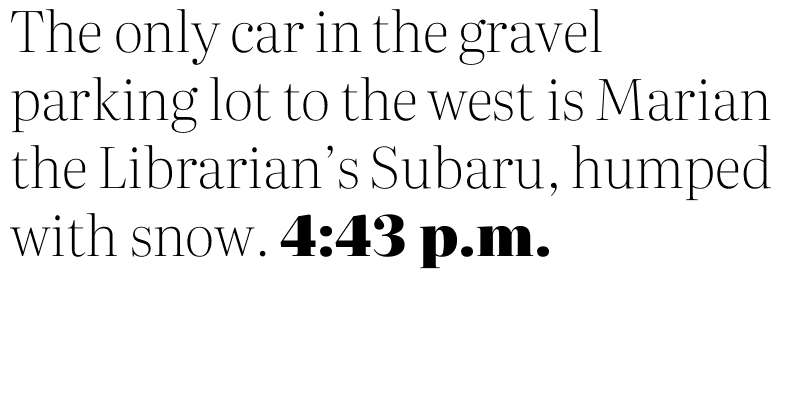 The only car in the gravel
parking lot to the west is Marian
the Librarian’s Subaru, humped
with snow. 4:43 p.m.